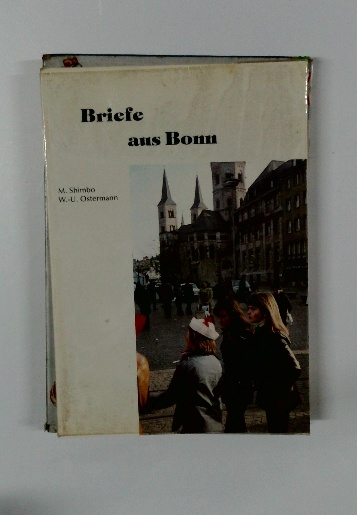 Briefe
aus Bonn
M. Shimbo
W.-U. Ostermann